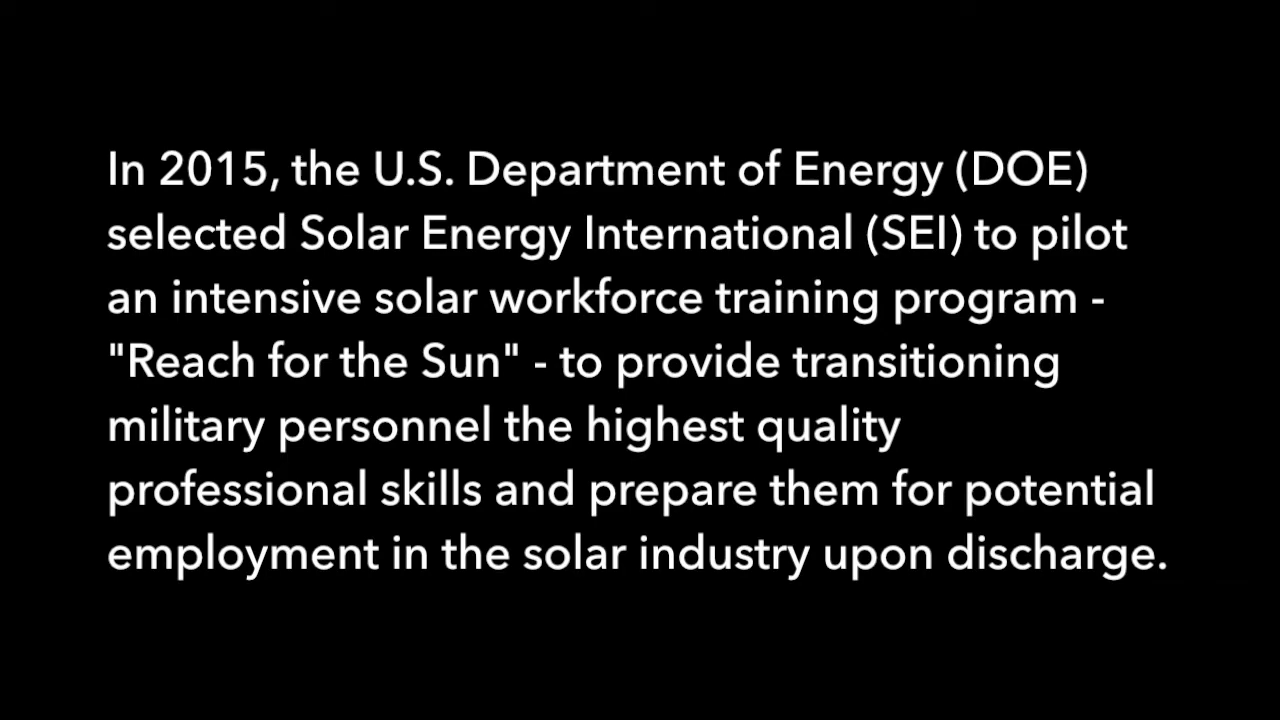 In 2015, the U.S. Department of Energy (DOE)
selected Solar Energy International (SEI) to pilot
an intensive solar workforce training program -
"Reach for the Sun" - to provide transitioning
military personnel the highest quality
professional skills and prepare them for potential
employment in the solar industry upon discharge.